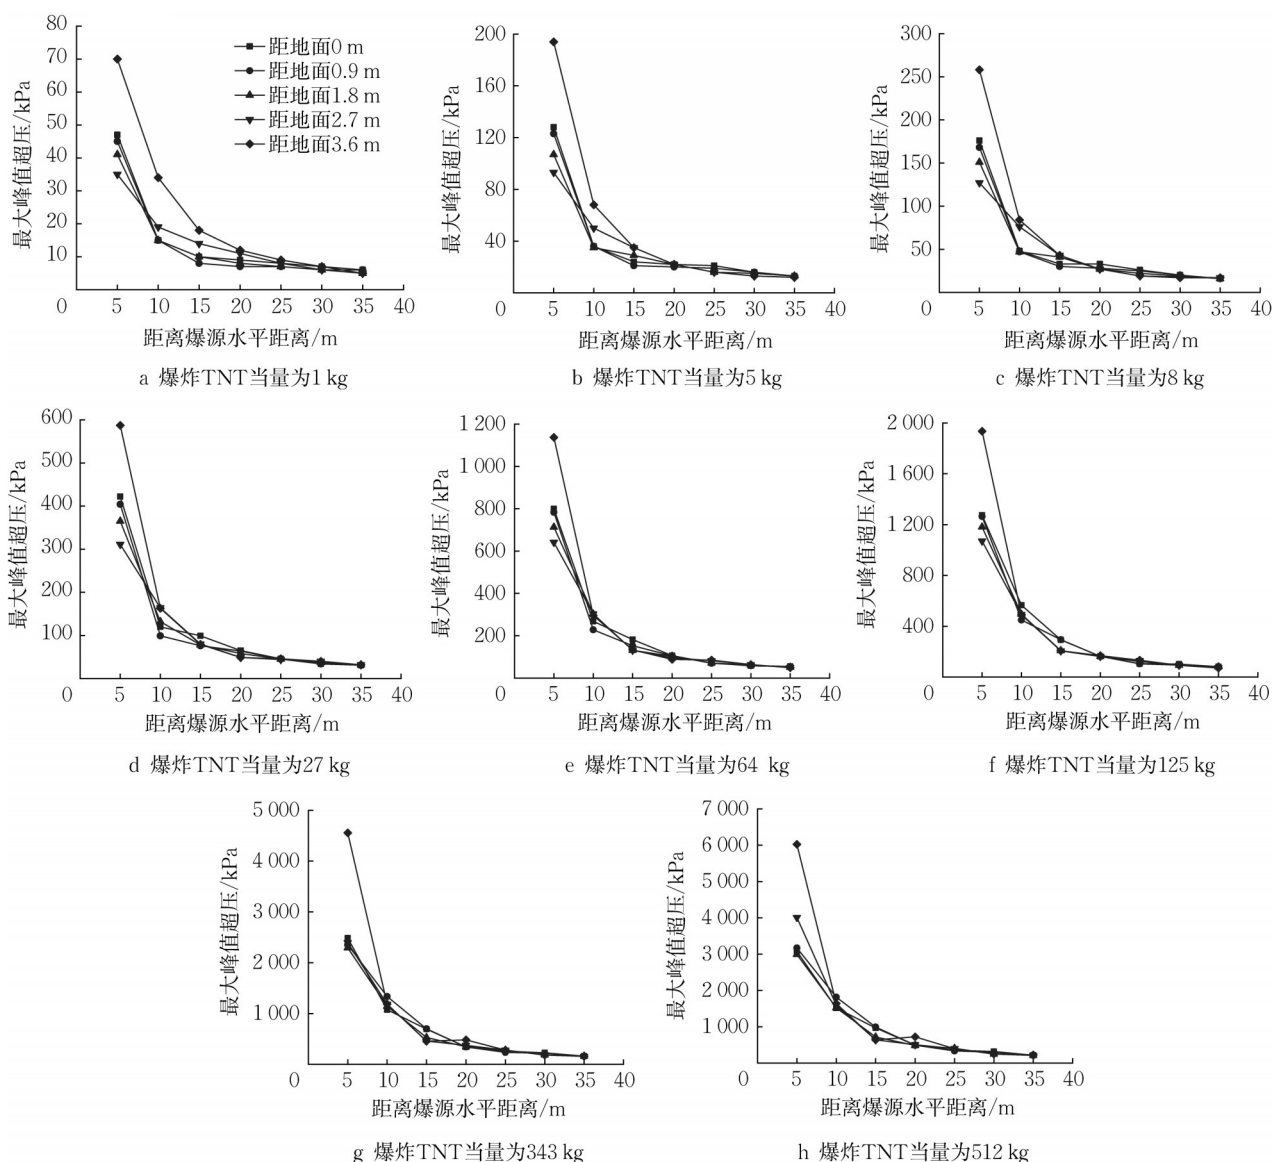 80
70
60
50
40
30
20
10
0
5 10 15 20 25 30 35 40
最大峰值超压/kPa
距离爆源水平距离/m
距地面0 m
距地面0.9 m
距地面1.8 m
距地面2.7 m
距地面3.6 m
a 爆炸TNT当量为1 kg
200
160
120
80
40
0
5 10 15 20 25 30 35 40
最大峰值超压/kPa
距离爆源水平距离/m
b 爆炸TNT当量为5 kg
300
250
200
150
100
50
0
5 10 15 20 25 30 35 40
最大峰值超压/kPa
距离爆源水平距离/m
c 爆炸TNT当量为8 kg
600
500
400
300
200
100
0
5 10 15 20 25 30 35 40
最大峰值超压/kPa
距离爆源水平距离/m
d 爆炸TNT当量为27 kg
1 200
1 000
800
600
400
200
0
5 10 15 20 25 30 35 40
最大峰值超压/kPa
距离爆源水平距离/m
e 爆炸TNT当量为64 kg
2 000
1 600
1 200
800
400
0
5 10 15 20 25 30 35 40
最大峰值超压/kPa
距离爆源水平距离/m
f 爆炸TNT当量为125 kg
5 000
4 000
3 000
2 000
1 000
0
5 10 15 20 25 30 35 40
最大峰值超压/kPa
距离爆源水平距离/m
g 爆炸TNT当量为343 kg
7 000
6 000
5 000
4 000
3 000
2 000
1 000
0
5 10 15 20 25 30 35 40
最大峰值超压/kPa
距离爆源水平距离/m
h 爆炸TNT当量为512 kg